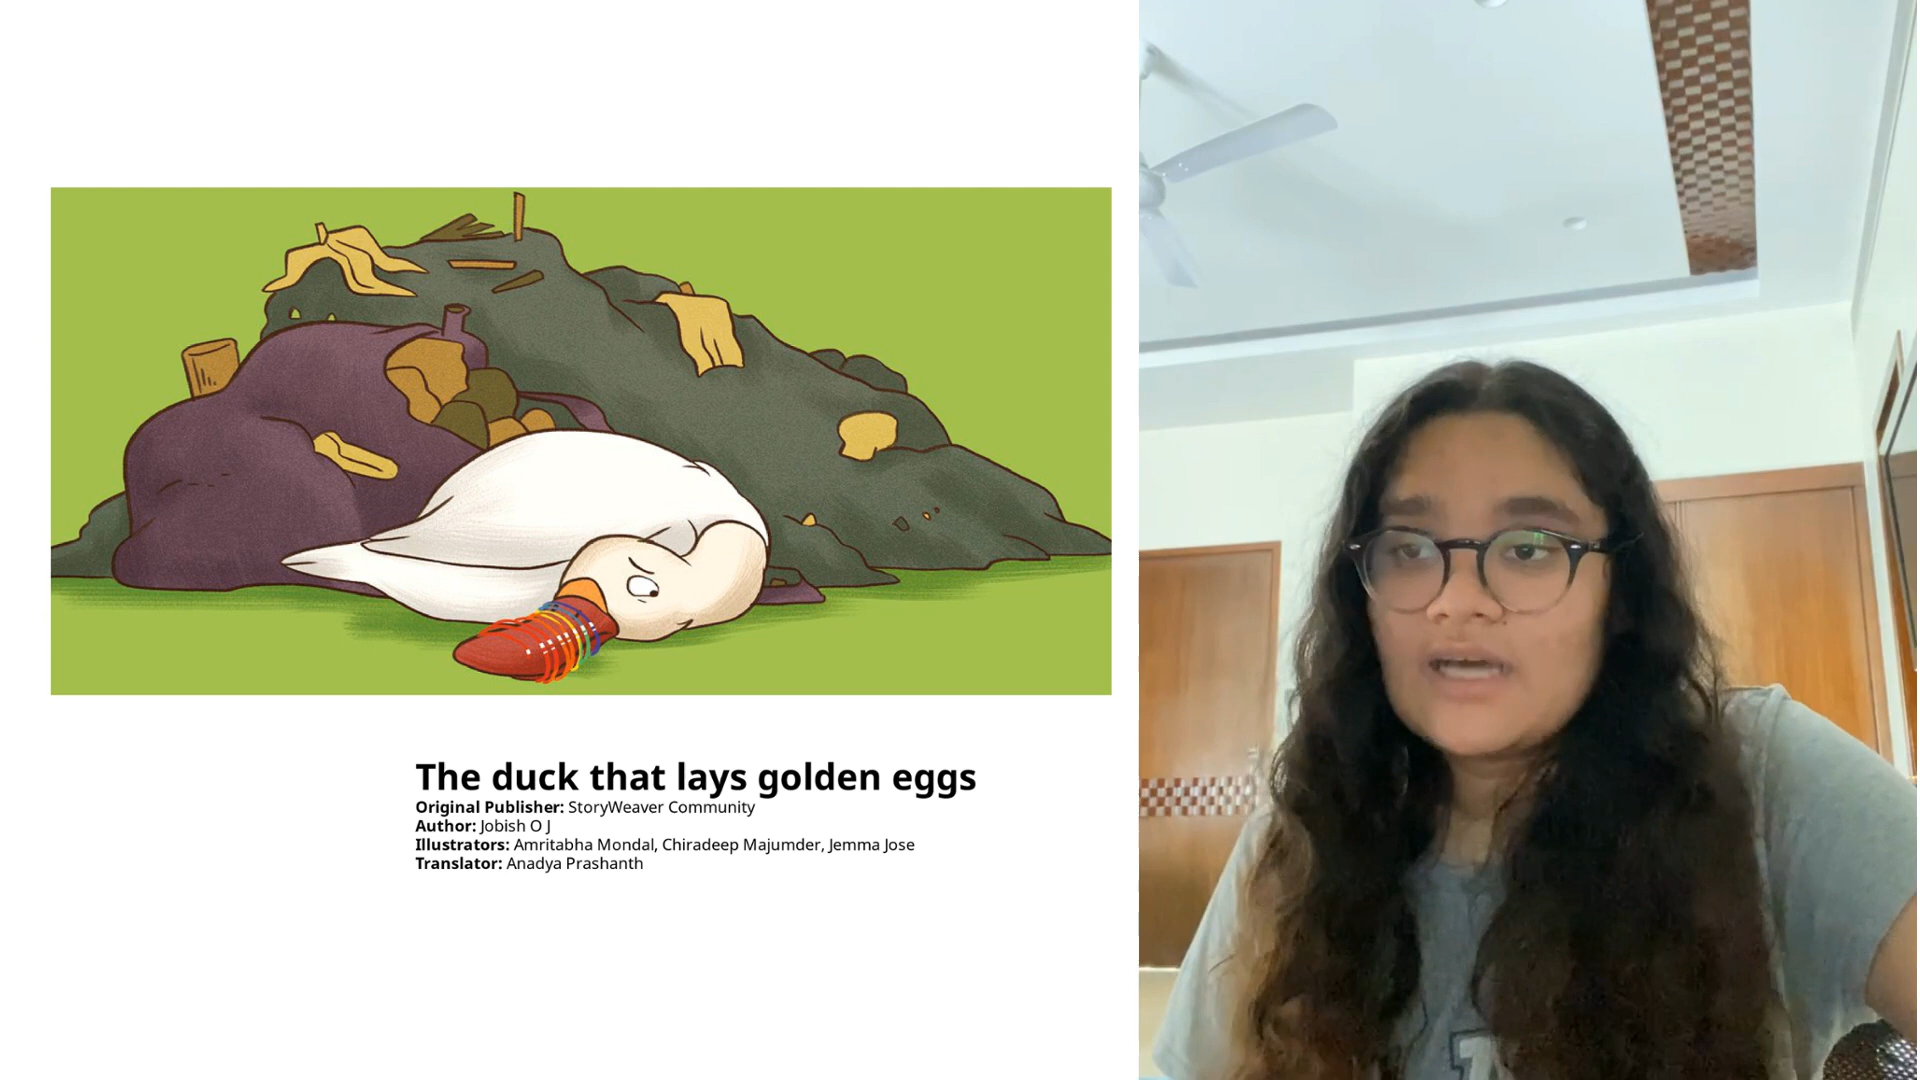 The duck that lays golden eggs
Original Publisher: StoryWeaver Community
Author: Jobish O J
Illustrators: Amritabha Mondal, Chiradeep Majumder, Jemma Jose
Translator: Anadya Prashanth